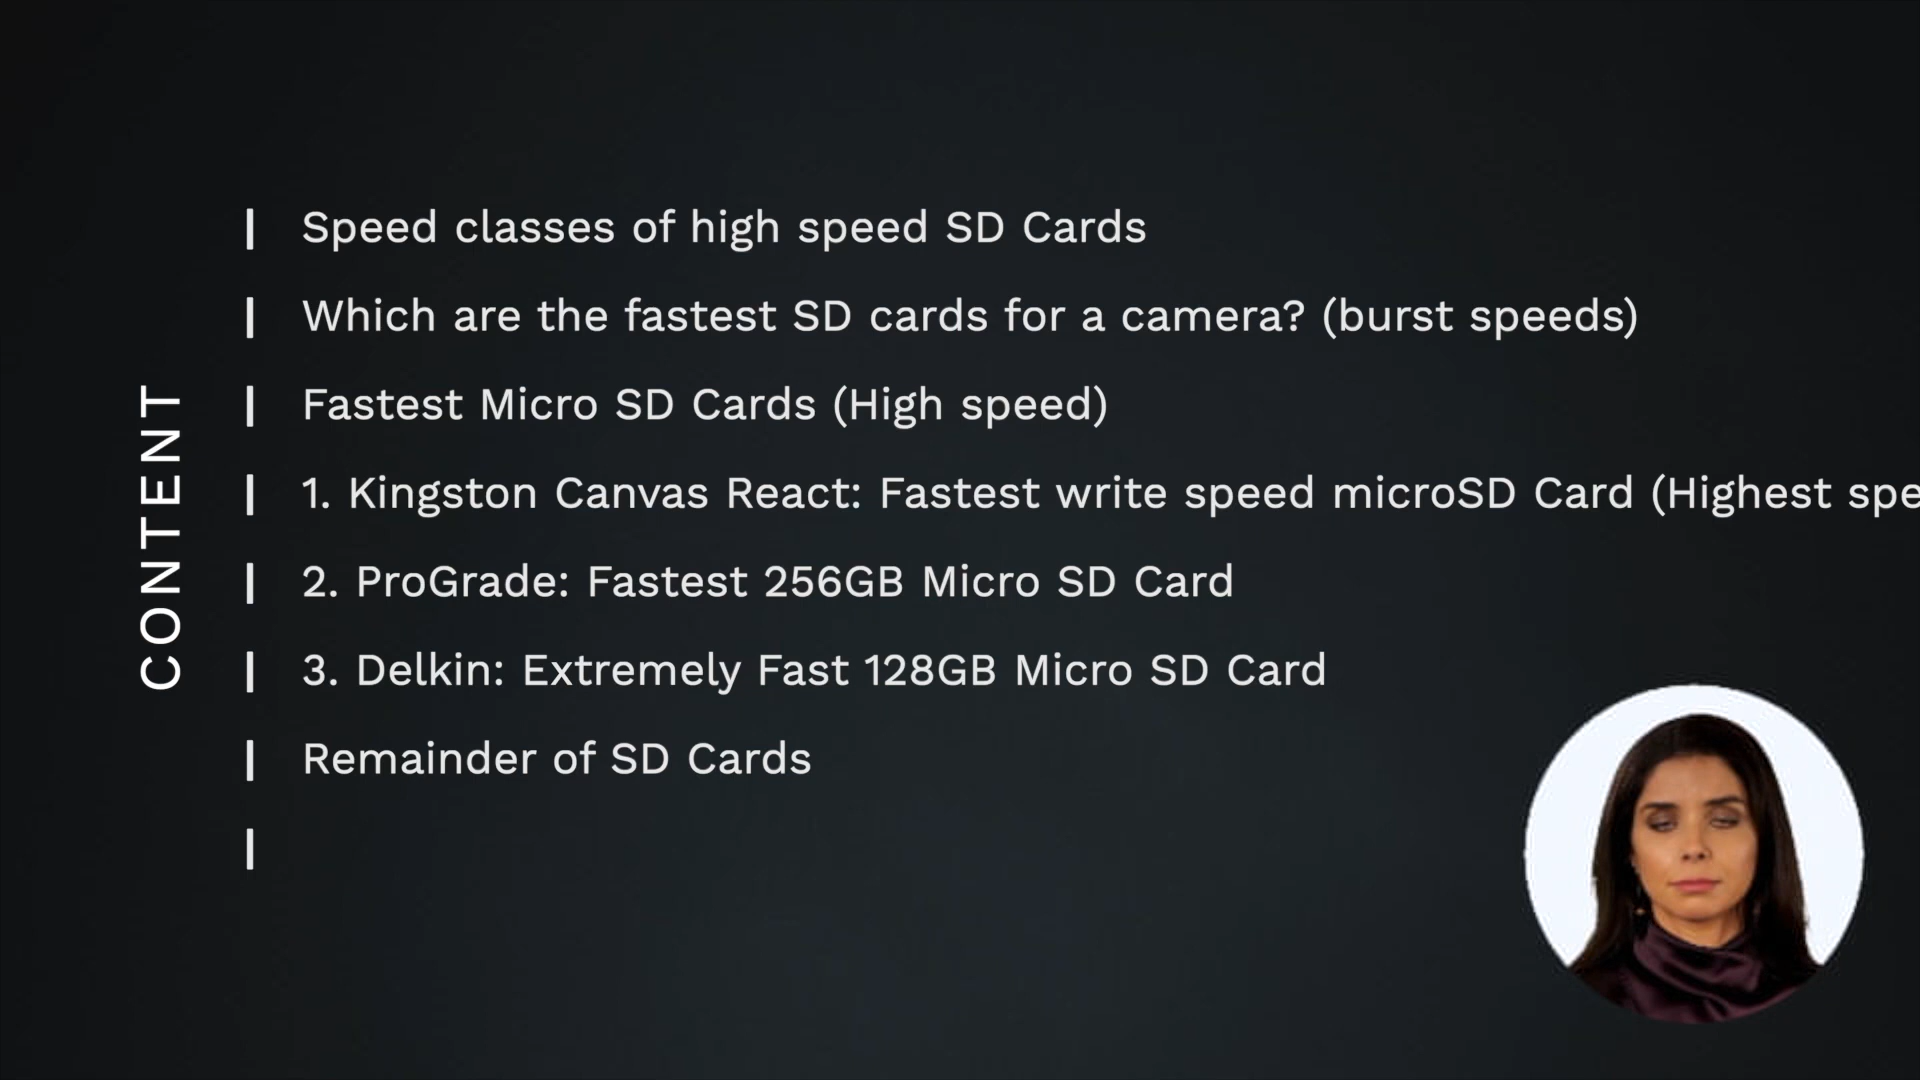 CONTENT
Speed classes of high speed SD Cards
Which are the fastest SD cards for a camera? (burst speeds)
Fastest Micro SD Cards (High speed)
1. Kingston Canvas React: Fastest write speed microSD Card (Highest spe
2. ProGrade: Fastest 256GB Micro SD Card
3. Delkin: Extremely Fast 128GB Micro SD Card
Remainder of SD Cards